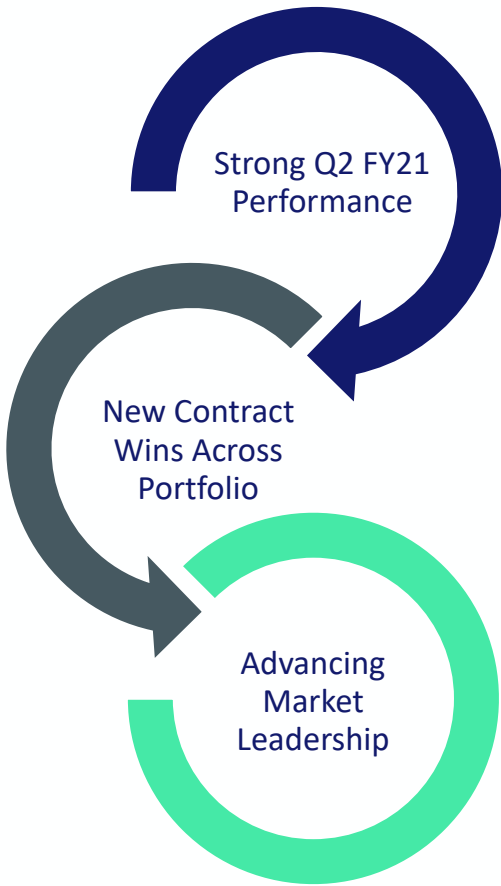 Strong Q2 FY21
Performance
New Contract
Wins Across
Portfolio
Advancing
Market
Leadership